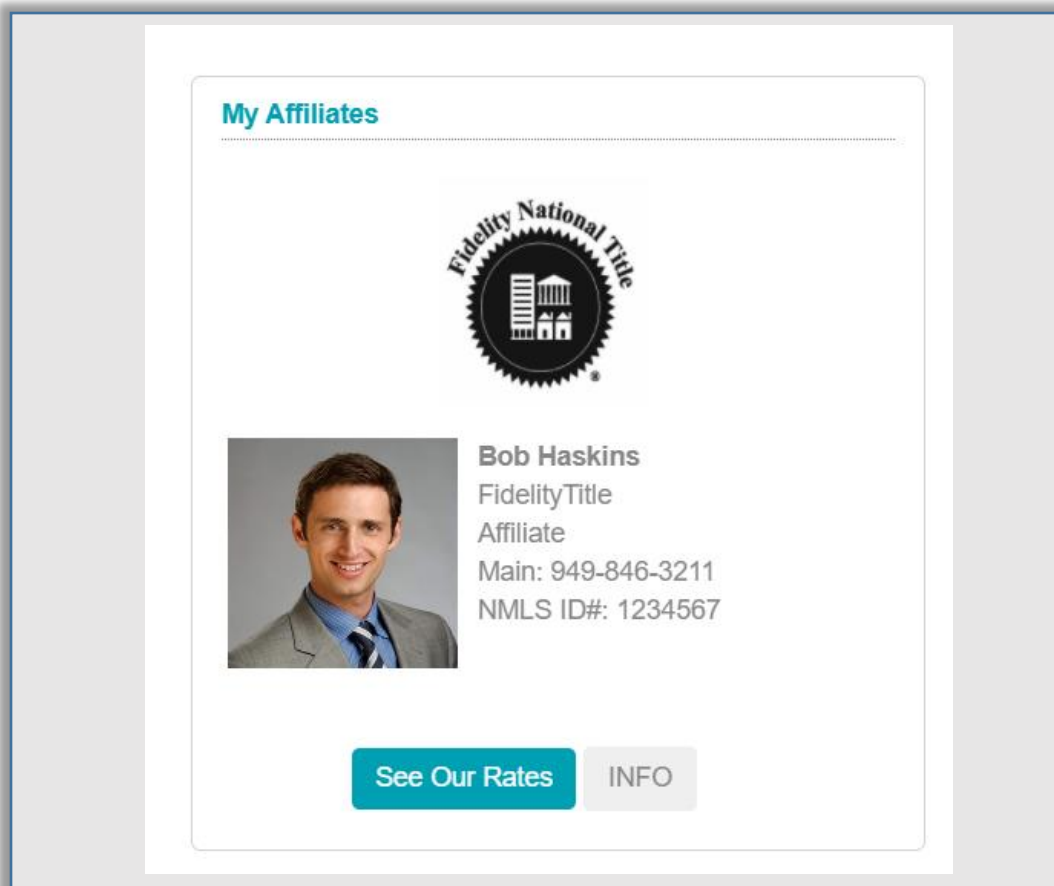 My Affiliates
Fidelity National Title
®
Bob Haskins
FidelityTitle
Affiliate
Main: 949-846-3211
NMLS ID#: 1234567
See Our Rates
INFO